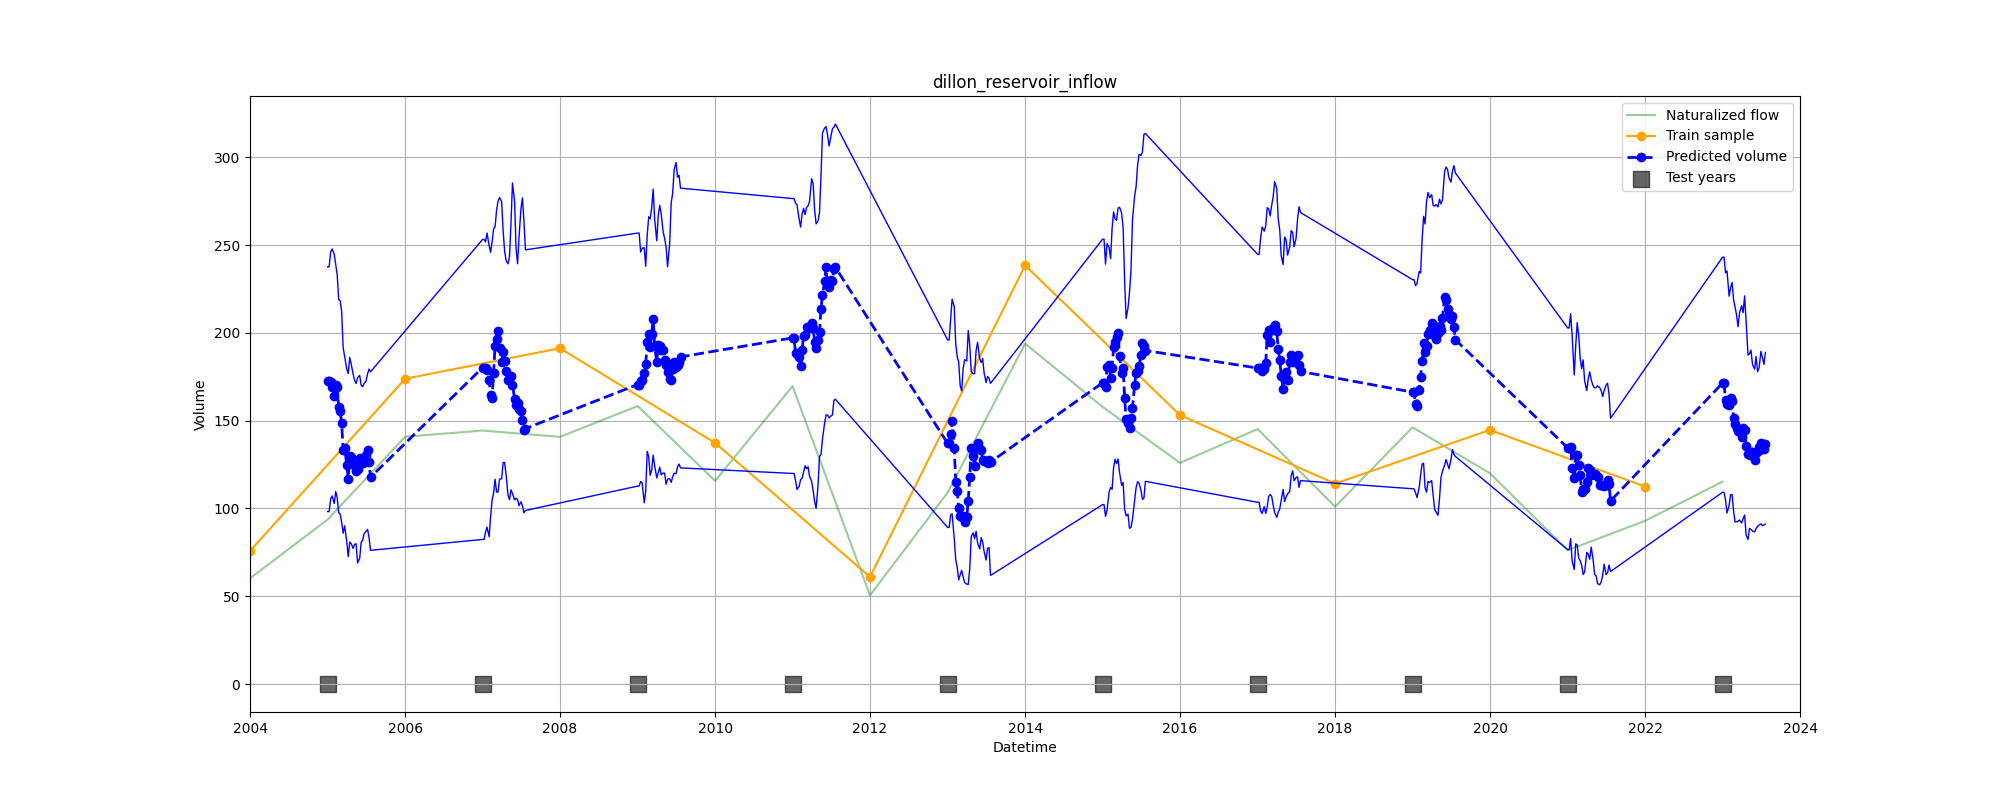 dillon_reservoir_inflow
Naturalized flow
Train sample
Predicted volume
Test years
300
250
200
150
100
50
0
Volume
2004 2006 2008 2010 2012 2014 2016 2018 2020 2022 2024
Datetime